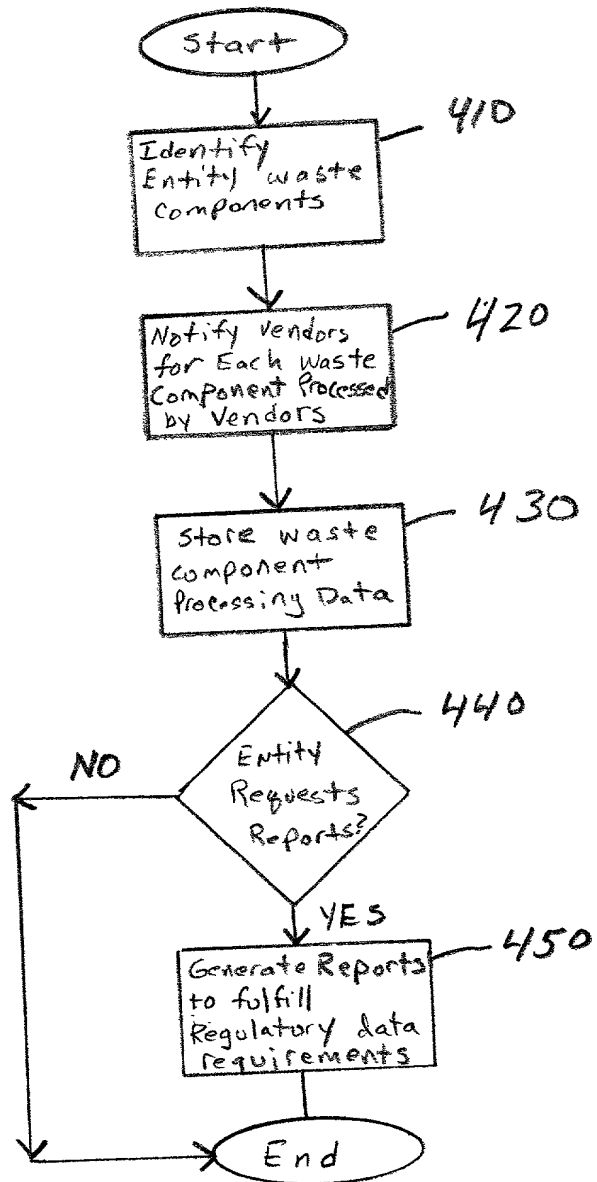 Start
410
Identify
Entity waste
Components
420
Notify Vendors
for Each Waste
Component Processed
by Vendors
430
Store waste
component
Processing Data
440
Entity
Requests
Reports?
NO
YES
450
Generate Reports
to fulfill
Regulatory data
requirements
End